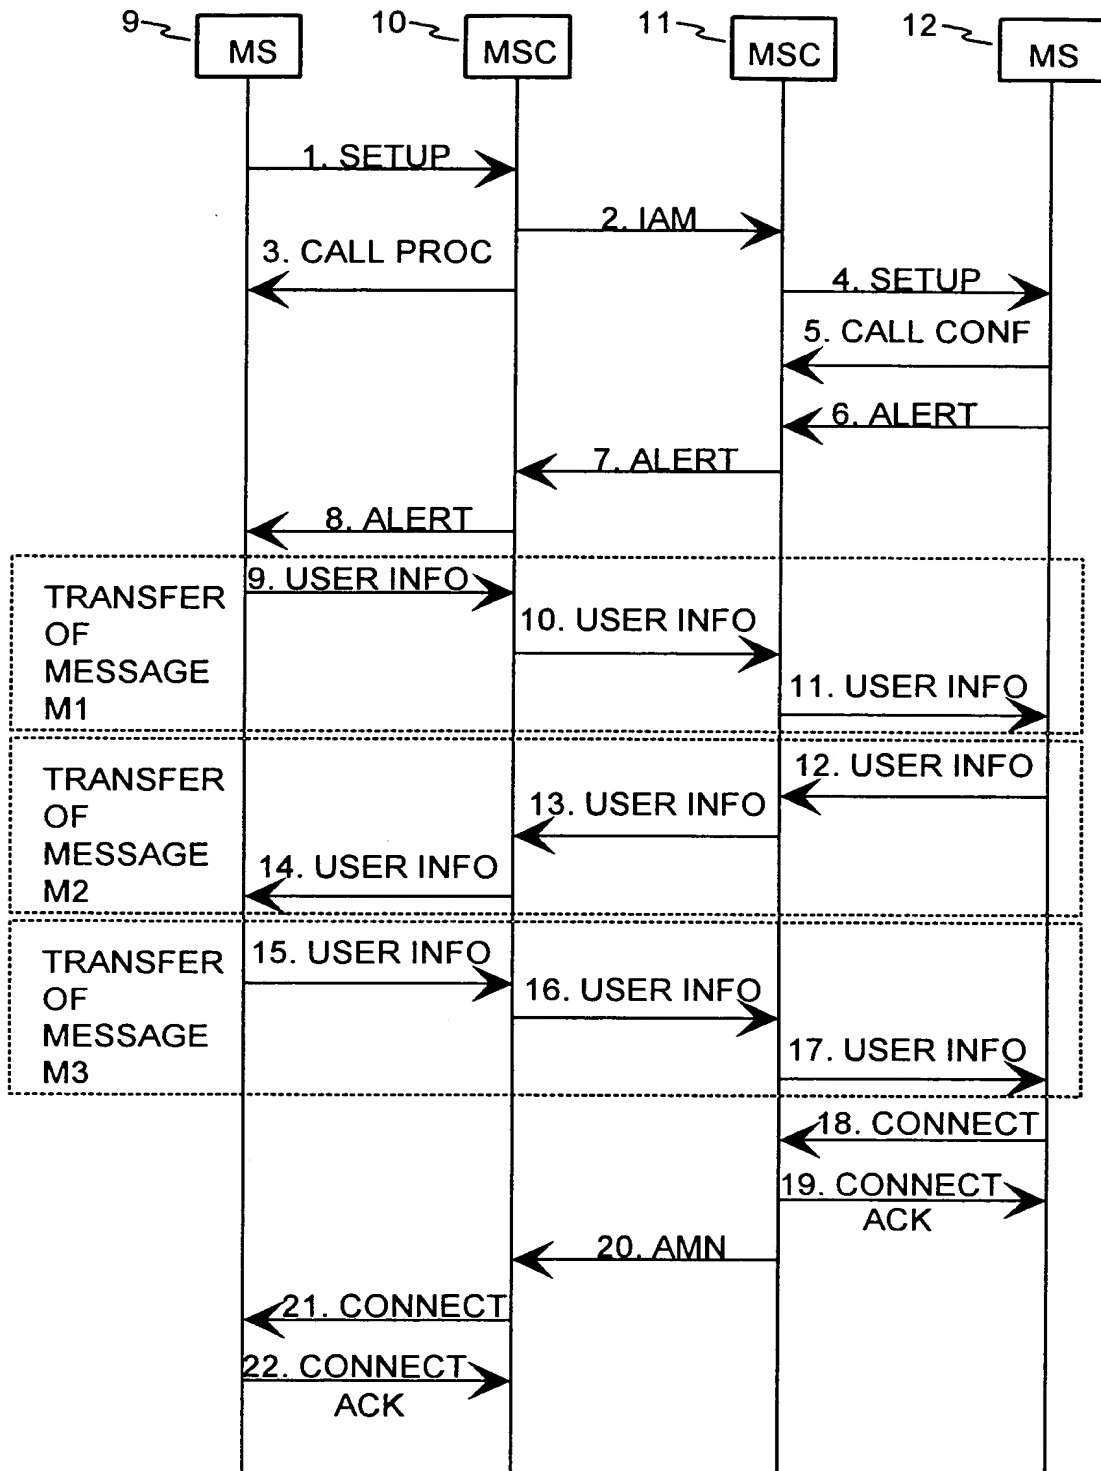 9 MS
10 MSC
11 MSC
12 MS
1. SETUP
2. IAM
3. CALL PROC
4. SETUP
5. CALL CONF
6. ALERT
7. ALERT
8. ALERT
TRANSFER
OF
MESSAGE
M1
9. USER INFO
10. USER INFO
11. USER INFO
TRANSFER
OF
MESSAGE
M2
12. USER INFO
13. USER INFO
14. USER INFO
TRANSFER
OF
MESSAGE
M3
15. USER INFO
16. USER INFO
17. USER INFO
18. CONNECT
19. CONNECT
ACK
20. AMN
21. CONNECT
22. CONNECT
ACK